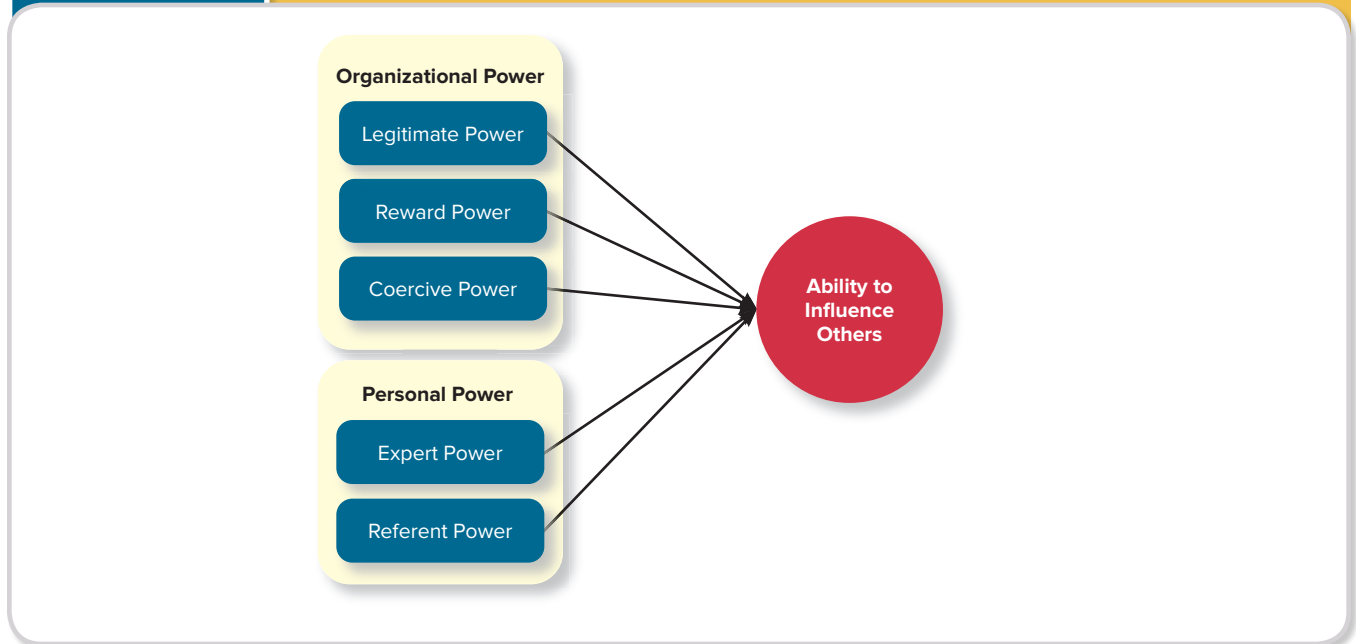 Organizational Power
Legitimate Power
Reward Power
Coercive Power
Personal Power
Expert Power
Referent Power
Ability to
Influence
Others